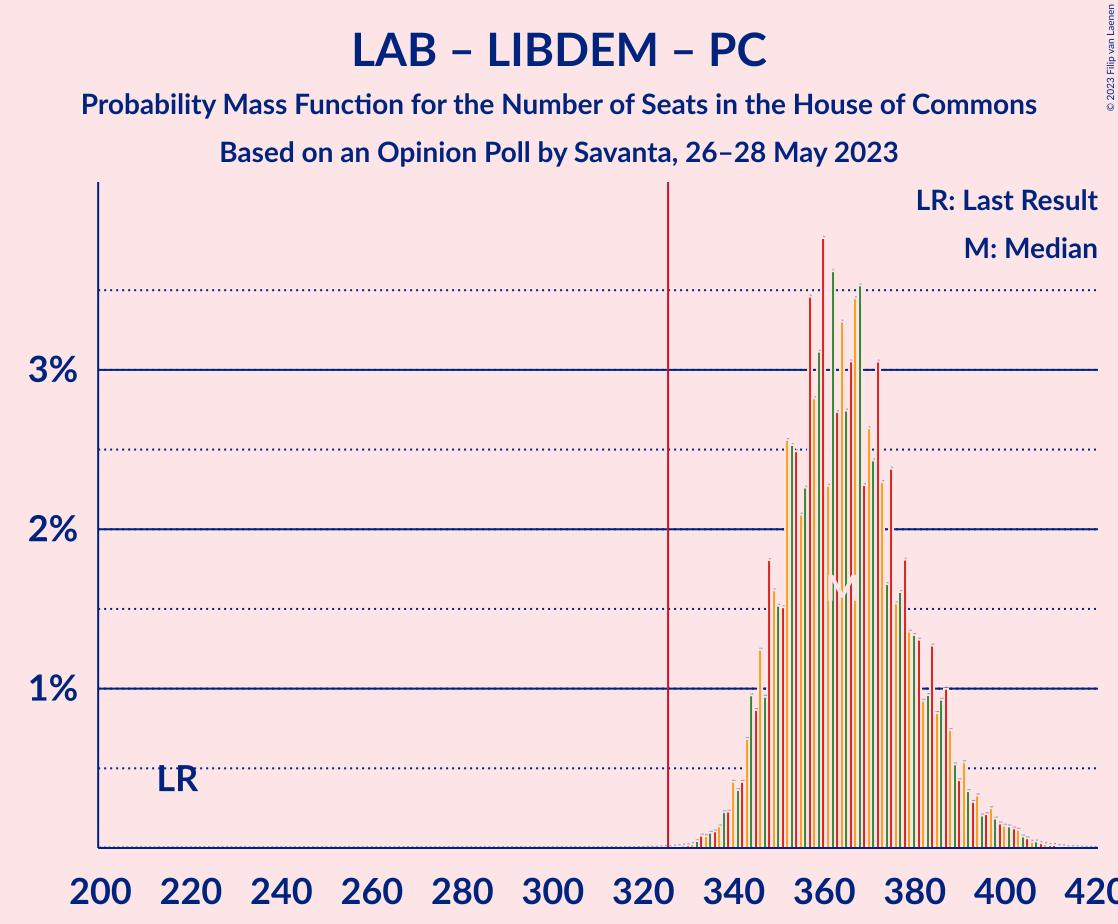 LAB – LIBDEM – PC
© 2023 Filip van Laenen
Probability Mass Function for the Number of Seats in the House of Commons
Based on an Opinion Poll by Savanta, 26–28 May 2023
LR: Last Result
M: Median
3%
2%
M
1%
LR
200 220 240 260 280 300 320 340 360 380 400 420